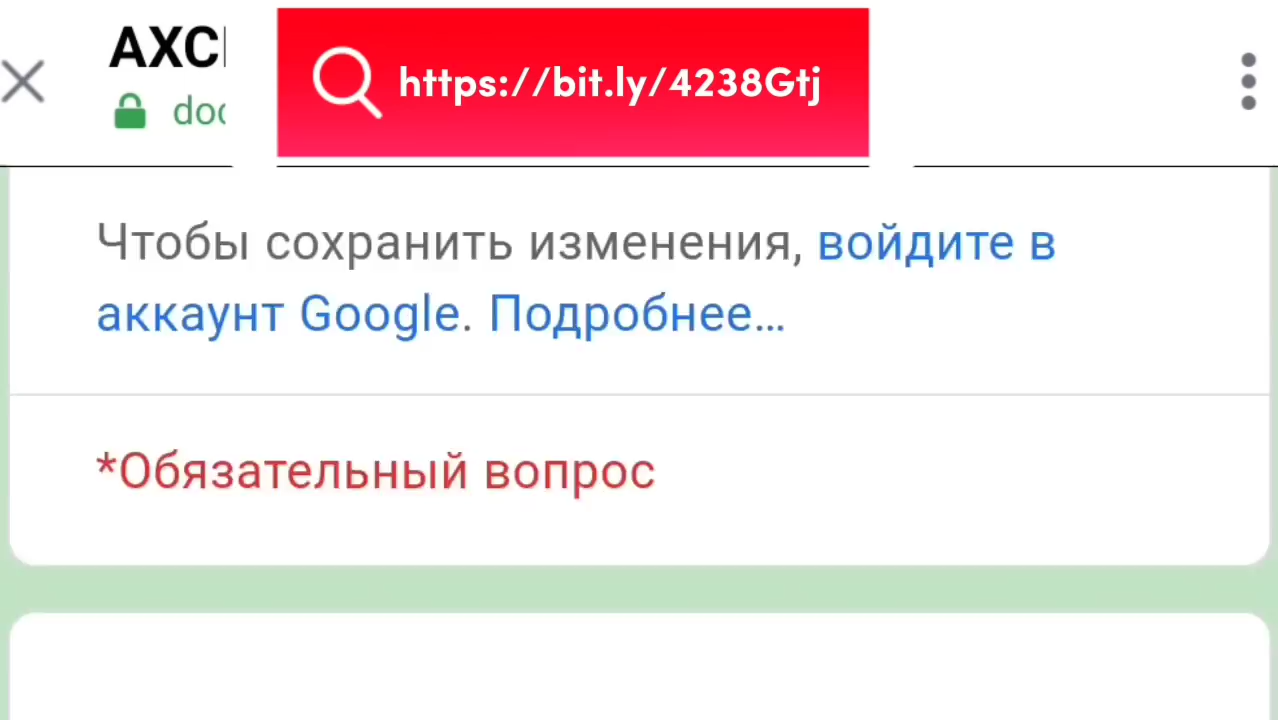 АХС
https://bit.ly/4238Gtj
doc
Чтобы сохранить изменения, войдите в
аккаунт Google. Подробнее…
*Обязательный вопрос